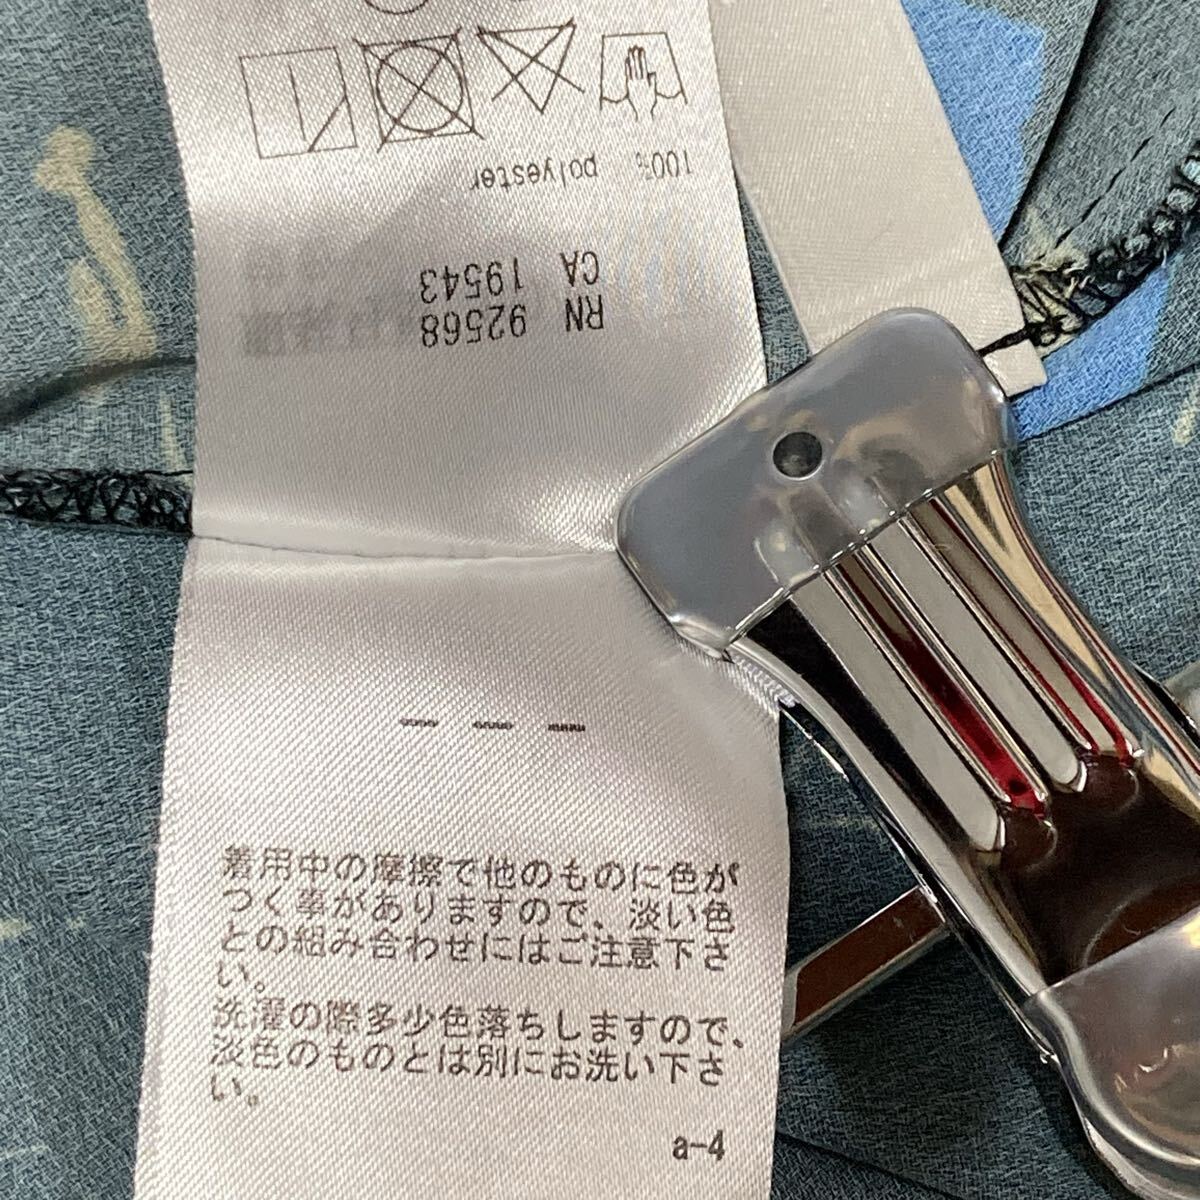 100% polyester
CA 19543
RN 92568
着用中の摩擦で他のものに色が
つく事がありますので、淡い色
との組み合わせにはご注意下さ
い。
洗濯の際多少色落ちしますので、
淡色のものとは別にお洗い下さ
い。
a-4